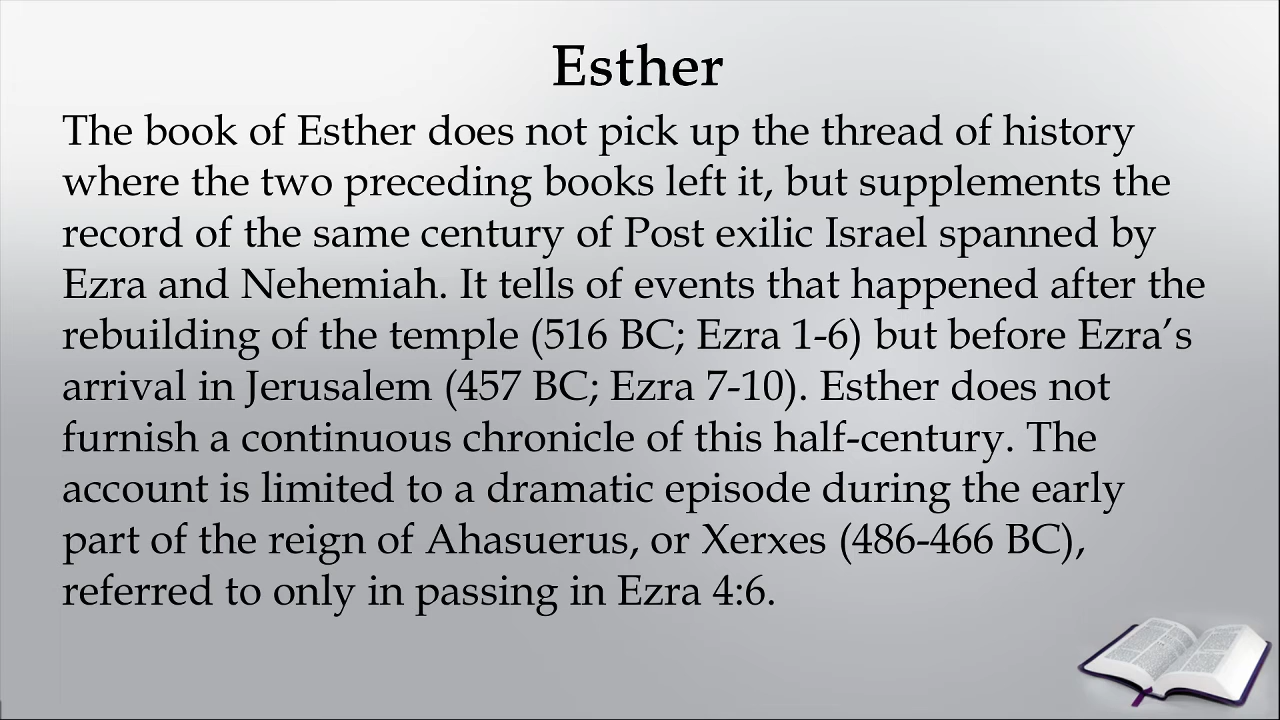 Esther
The book of Esther does not pick up the thread of history
where the two preceding books left it, but supplements the
record of the same century of Post exilic Israel spanned by
Ezra and Nehemiah. It tells of events that happened after the
rebuilding of the temple (516 BC; Ezra 1-6) but before Ezra’s
arrival in Jerusalem (457 BC; Ezra 7-10). Esther does not
furnish a continuous chronicle of this half-century. The
account is limited to a dramatic episode during the early
part of the reign of Ahasuerus, or Xerxes (486-466 BC),
referred to only in passing in Ezra 4:6.